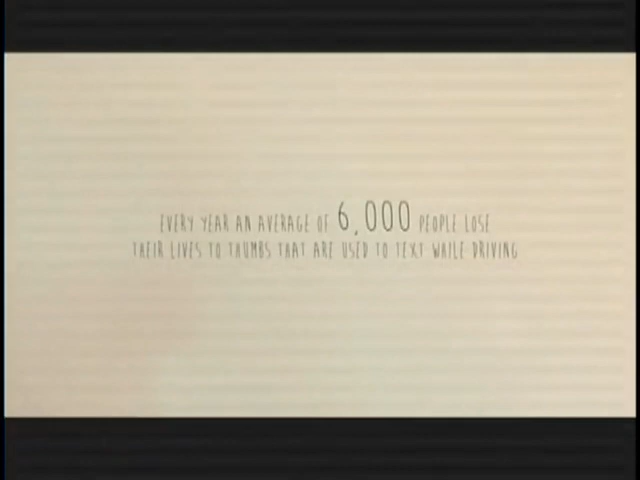 EVERY YEAR AN AVERAGE OF 6,000 PEOPLE LOSE
THEIR LIVES TO THUMBS THAT ARE USED TO TEXT WHILE DRIVING